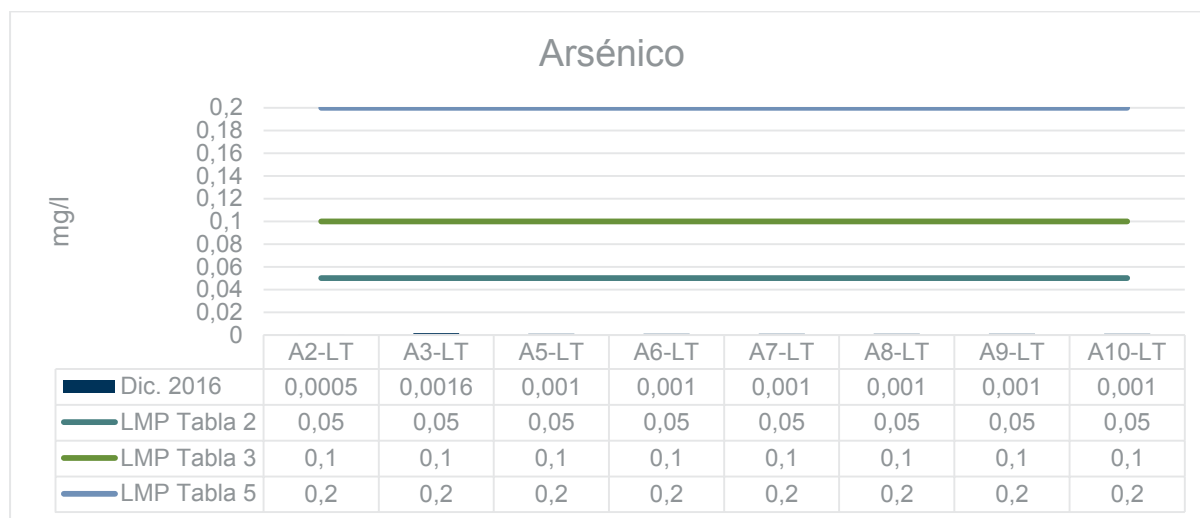 Arsénico
mg/l
0,2
0,18
0,16
0,14
0,12
0,1
0,08
0,06
0,04
0,02
0
A2-LT A3-LT A5-LT A6-LT A7-LT A8-LT A9-LT A10-LT
Dic. 2016 0,0005 0,0016 0,001 0,001 0,001 0,001 0,001 0,001
LMP Tabla 2 0,05 0,05 0,05 0,05 0,05 0,05 0,05 0,05
LMP Tabla 3 0,1 0,1 0,1 0,1 0,1 0,1 0,1 0,1
LMP Tabla 5 0,2 0,2 0,2 0,2 0,2 0,2 0,2 0,2